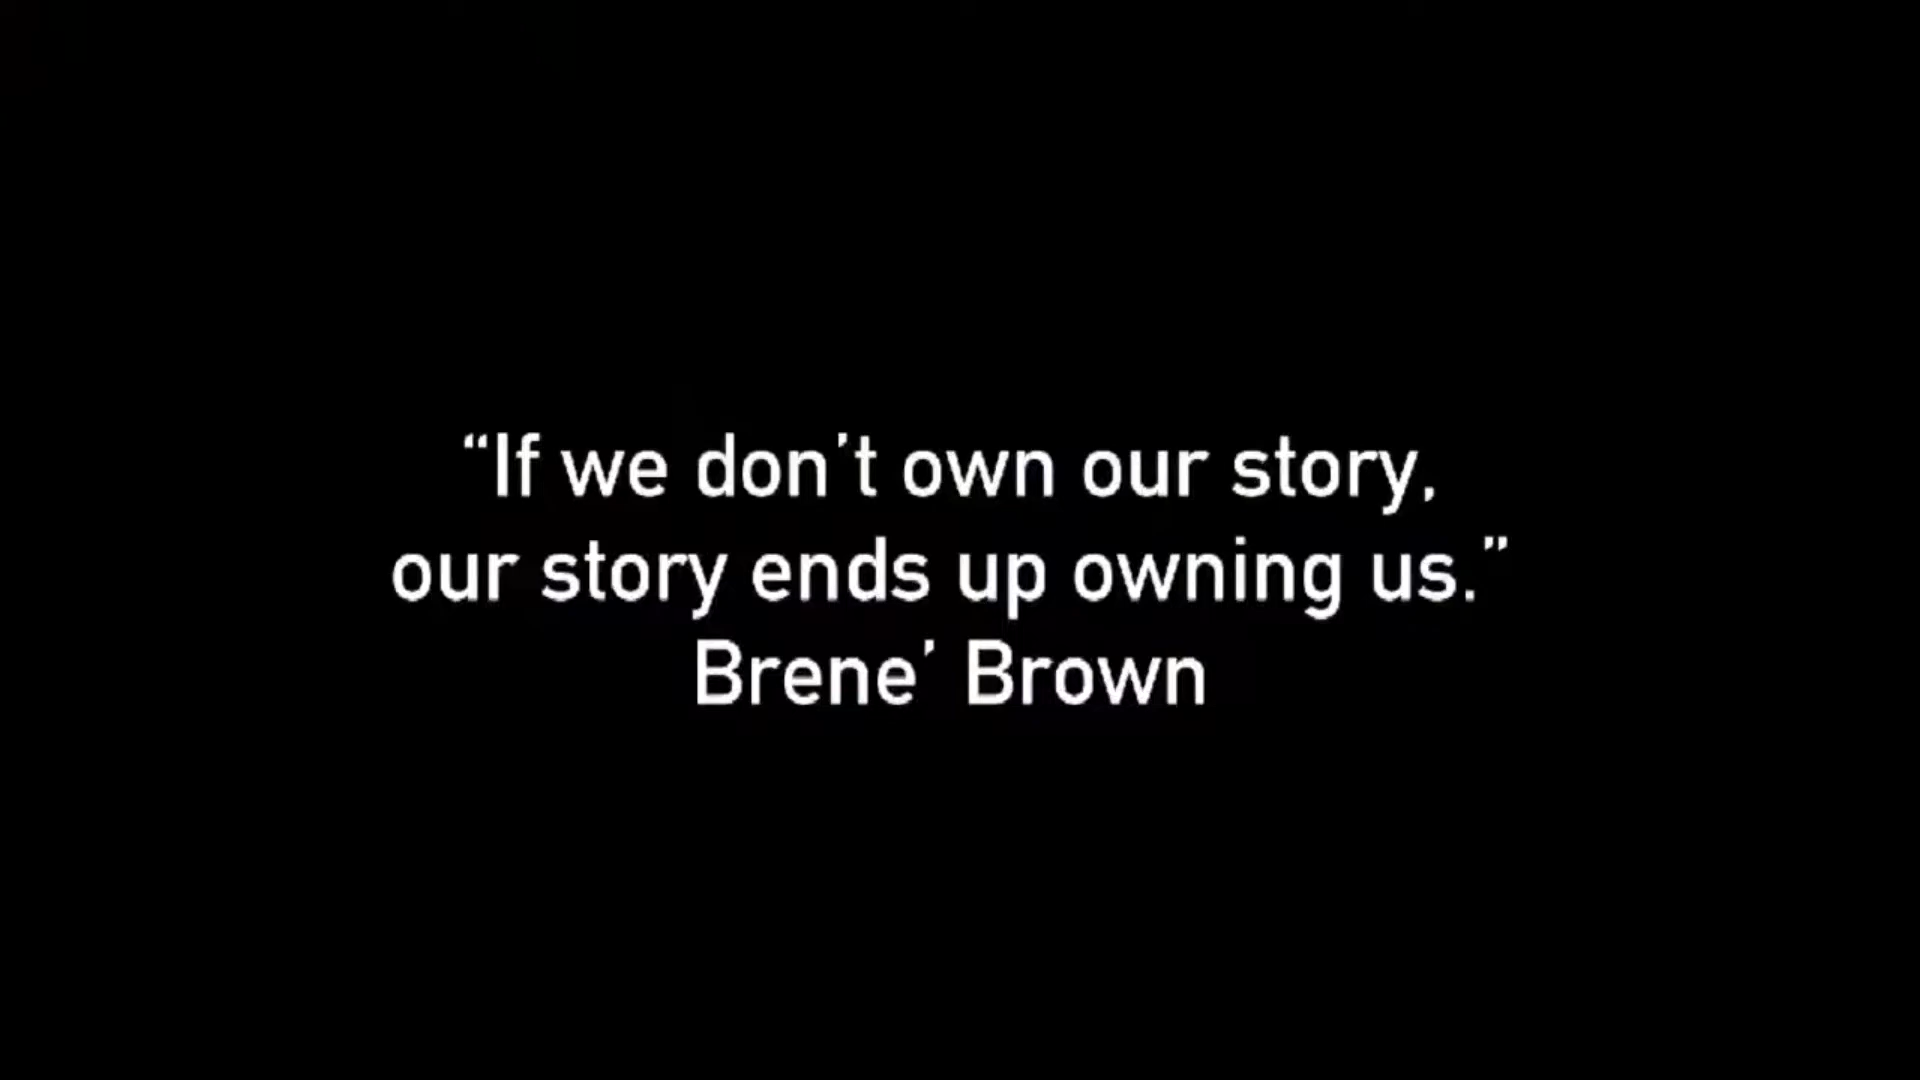 “If we don’t own our story,
our story ends up owning us.”
Brene’ Brown